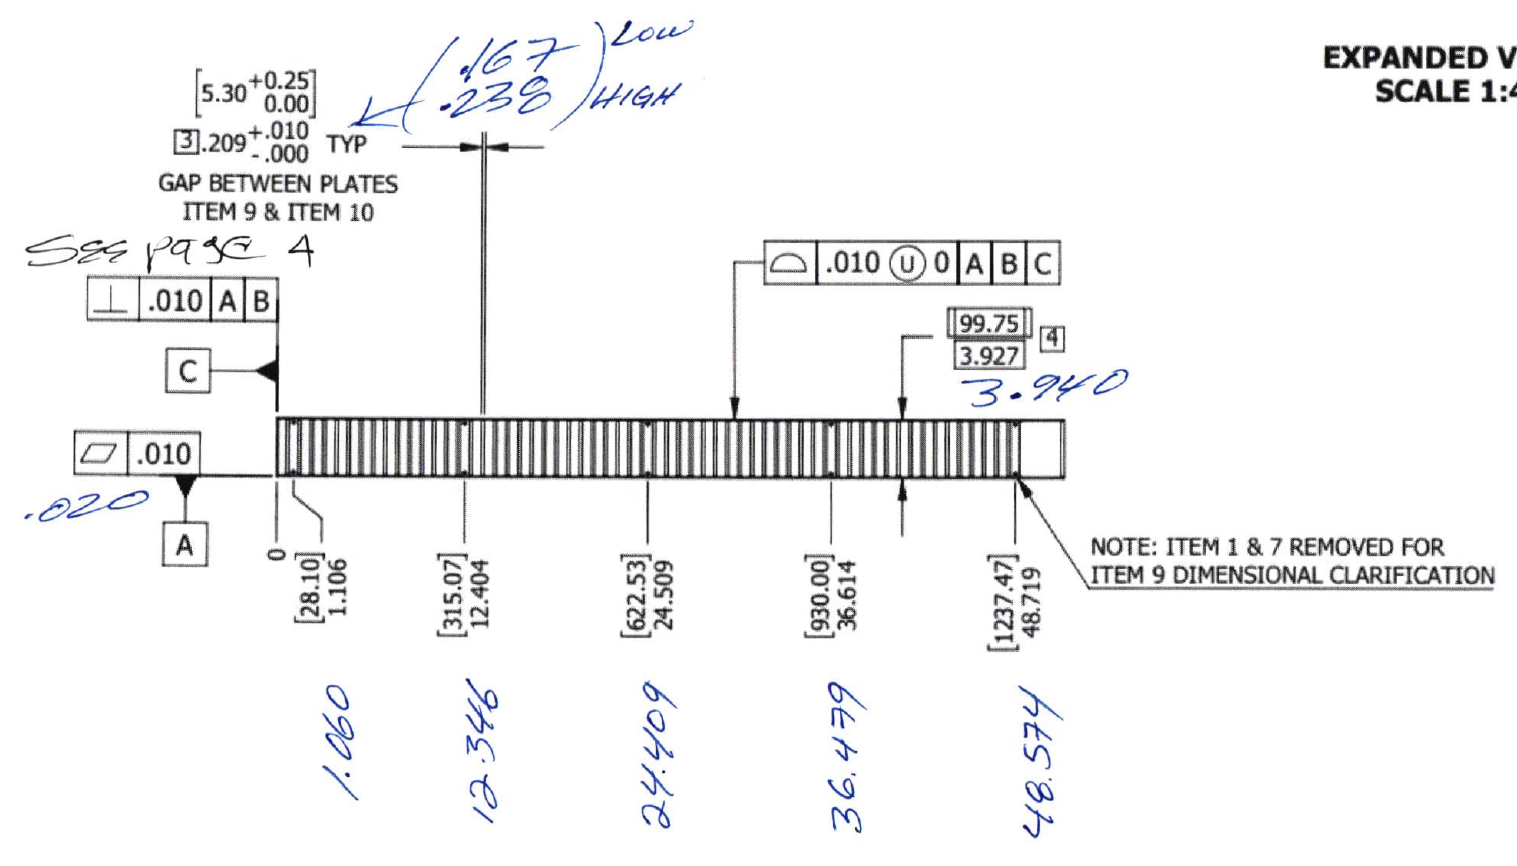 (.167) LOW
.238 HIGH
EXPANDED V
SCALE 1:4
[5.30 +0.25 0.00]
3 .209 +.010 -.000 TYP
GAP BETWEEN PLATES
ITEM 9 & ITEM 10
See page 4
⊥ .010 A B
⌓ .010 Ⓤ 0 A B C
[99.75]
3.927 4
3.940
C
▱ .010
.020
A
0
[28.10]
1.106
[315.07]
12.404
[622.53]
24.509
[930.00]
36.614
[1237.47]
48.719
NOTE: ITEM 1 & 7 REMOVED FOR
ITEM 9 DIMENSIONAL CLARIFICATION
1.060
12.346
24.409
36.479
48.574